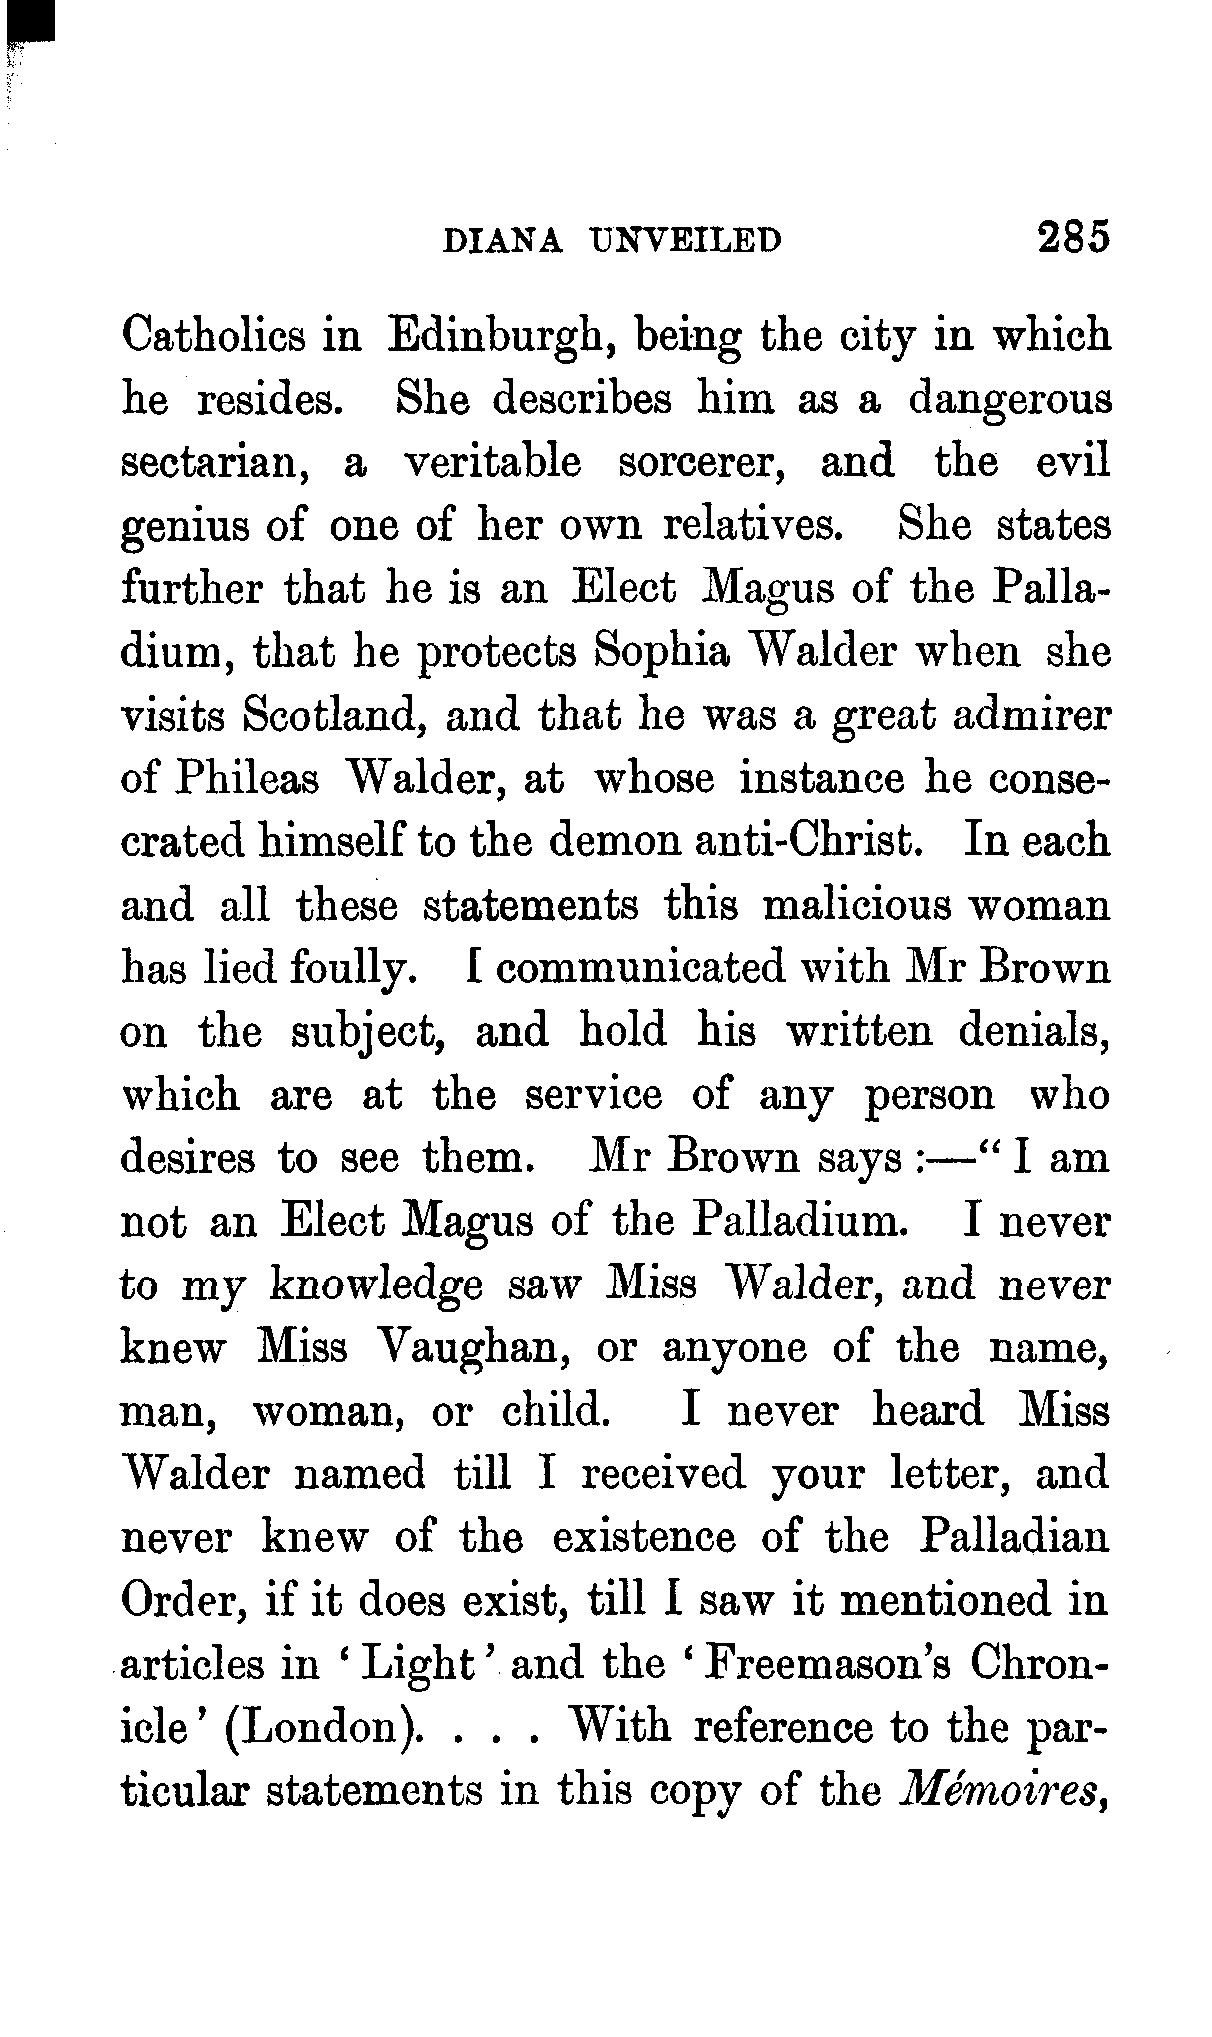 DIANA UNVEILED 285
Catholics in Edinburgh, being the city in which
he resides. She describes him as a dangerous
sectarian, a veritable sorcerer, and the evil
genius of one of her own relatives. She states
further that he is an Elect Magus of the Palla-
dium, that he protects Sophia Walder when she
visits Scotland, and that he was a great admirer
of Phileas Walder, at whose instance he conse-
crated himself to the demon anti-Christ. In each
and all these statements this malicious woman
has lied foully. I communicated with Mr Brown
on the subject, and hold his written denials,
which are at the service of any person who
desires to see them. Mr Brown says :—“ I am
not an Elect Magus of the Palladium. I never
to my knowledge saw Miss Walder, and never
knew Miss Vaughan, or anyone of the name,
man, woman, or child. I never heard Miss
Walder named till I received your letter, and
never knew of the existence of the Palladian
Order, if it does exist, till I saw it mentioned in
articles in ‘ Light ’ and the ‘ Freemason’s Chron-
icle ’ (London). . . . With reference to the par-
ticular statements in this copy of the Mémoires,